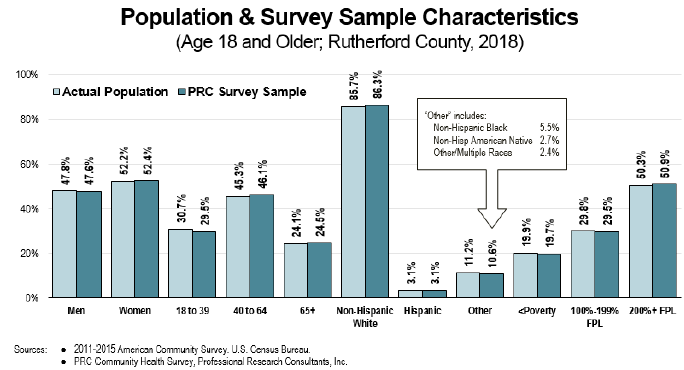 Population & Survey Sample Characteristics
(Age 18 and Older; Rutherford County, 2018)
100%
80%
60%
40%
20%
0%
Actual Population PRC Survey Sample
"Other" includes:
Non-Hispanic Black 5.5%
Non-Hisp American Native 2.7%
Other/Multiple Races 2.4%
47.8% 47.6% 52.2% 52.4% 30.7% 29.5% 45.3% 46.1% 24.1% 24.5% 85.7% 86.3% 3.1% 3.1% 11.2% 10.6% 19.9% 19.7% 29.8% 29.5% 50.3% 50.9%
Men Women 18 to 39 40 to 64 65+ Non-Hispanic Hispanic Other <Poverty 100%-199% 200%+ FPL
White FPL
Sources: ● 2011-2015 American Community Survey. U.S. Census Bureau.
● PRC Community Health Survey, Professional Research Consultants, Inc.